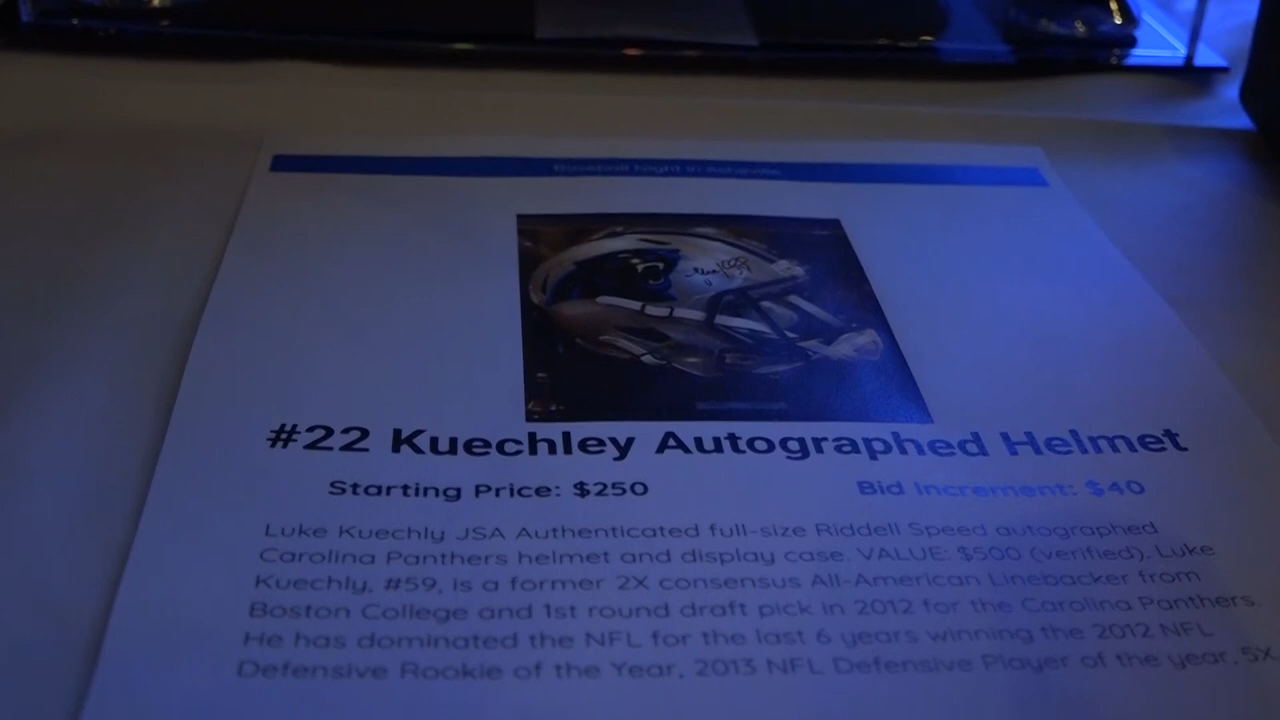 Baseball Night in Asheville
#22 Kuechley Autographed Helmet
Starting Price: $250
Bid Increment: $40
Luke Kuechly JSA Authenticated full-size Riddell Speed autographed
Carolina Panthers helmet and display case. VALUE: $500 (verified). Luke
Kuechly, #59, is a former 2X consensus All-American Linebacker from
Boston College and 1st round draft pick in 2012 for the Carolina Panthers.
He has dominated the NFL for the last 6 years winning the 2012 NFL
Defensive Rookie of the Year, 2013 NFL Defensive Player of the year, 5X